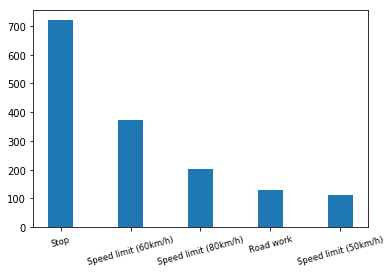 700
600
500
400
300
200
100
0
Stop
Speed limit (60km/h)
Speed limit (80km/h)
Road work
Speed limit (50km/h)